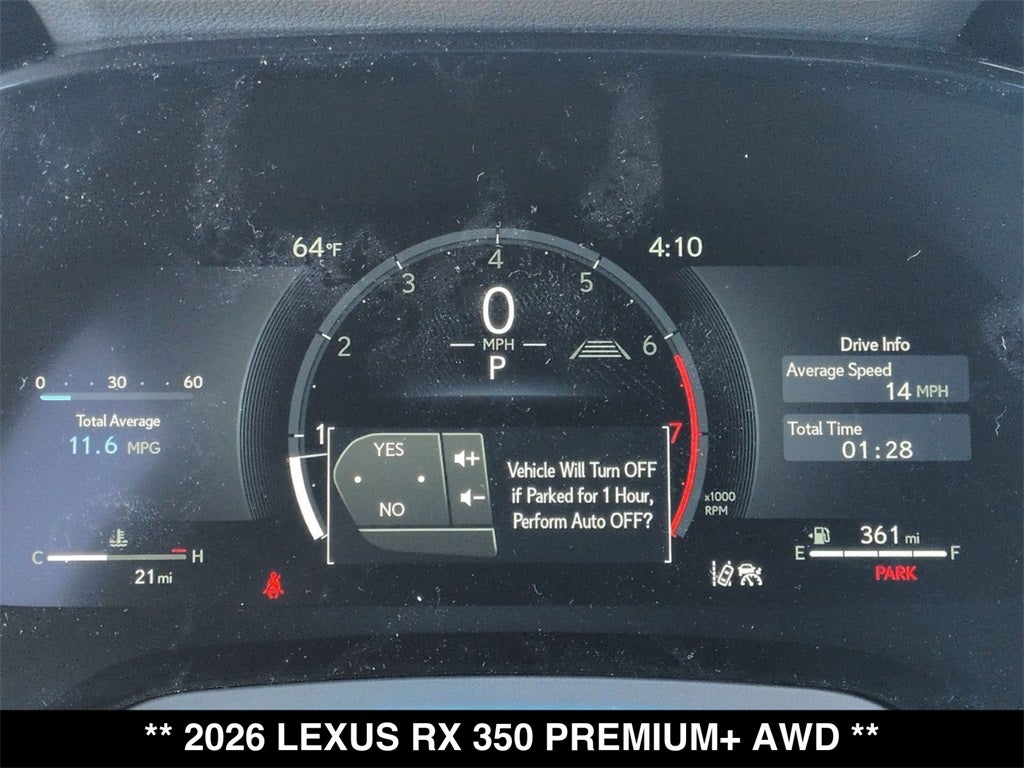 64°F
4:10
1
2
3
4
5
6
7
0
MPH
P
x1000
RPM
0 30 60
Total Average
11.6 MPG
Drive Info
Average Speed
14 MPH
Total Time
01:28
YES
NO
Vehicle Will Turn OFF
if Parked for 1 Hour,
Perform Auto OFF?
C H
21 mi
361 mi
E F
PARK
** 2026 LEXUS RX 350 PREMIUM+ AWD **